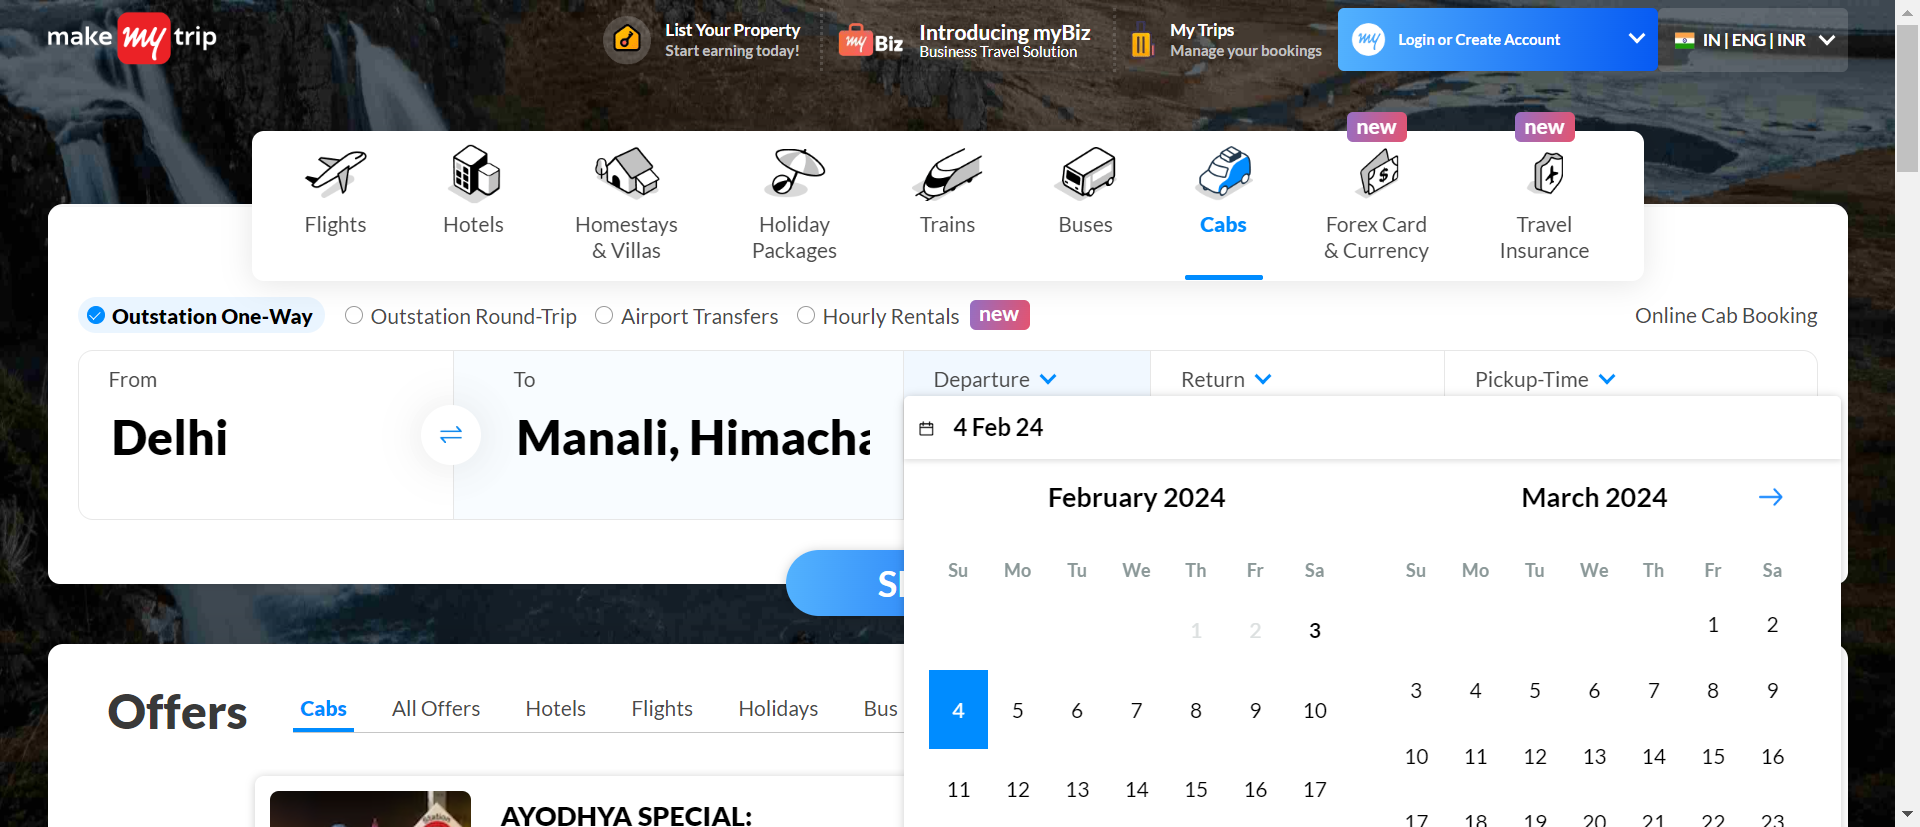 make my trip
List Your Property
Start earning today!
my Biz
Introducing myBiz
Business Travel Solution
My Trips
Manage your bookings
my
Login or Create Account
IN | ENG | INR
new
new
Flights
Hotels
Homestays
& Villas
Holiday
Packages
Trains
Buses
Cabs
Forex Card
& Currency
Travel
Insurance
Outstation One-Way
Outstation Round-Trip
Airport Transfers
Hourly Rentals
new
Online Cab Booking
From
Delhi
To
Manali, Himacha
Departure
Return
Pickup-Time
4 Feb 24
February 2024
Su Mo Tu We Th Fr Sa
1 2 3
4 5 6 7 8 9 10
11 12 13 14 15 16 17
March 2024
Su Mo Tu We Th Fr Sa
1 2
3 4 5 6 7 8 9
10 11 12 13 14 15 16
17 18 19 20 21 22 23
Offers
Cabs
All Offers
Hotels
Flights
Holidays
Bus
Station
AYODHYA SPECIAL: